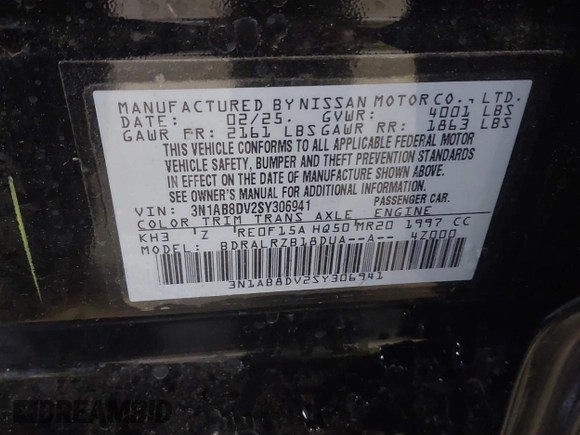 MANUFACTURED BY NISSAN MOTOR CO., LTD.
DATE: 02/25. GVWR: 4001 LBS
GAWR FR: 2161 LBS GAWR RR: 1863 LBS
THIS VEHICLE CONFORMS TO ALL APPLICABLE FEDERAL MOTOR
VEHICLE SAFETY, BUMPER AND THEFT PREVENTION STANDARDS
IN EFFECT ON THE DATE OF MANUFACTURE SHOWN ABOVE.
SEE OWNER'S MANUAL FOR ADDITIONAL INFORMATION.
VIN: 3N1AB8DV2SY306941 PASSENGER CAR.
COLOR TRIM TRANS AXLE ENGINE
KH3 'Z RE0F15A HQ50 MR20 1997 CC
MODEL: BDRALRZB18DUA--A-- 4Z000
3N1AB8DV2SY306941
DREAMBID